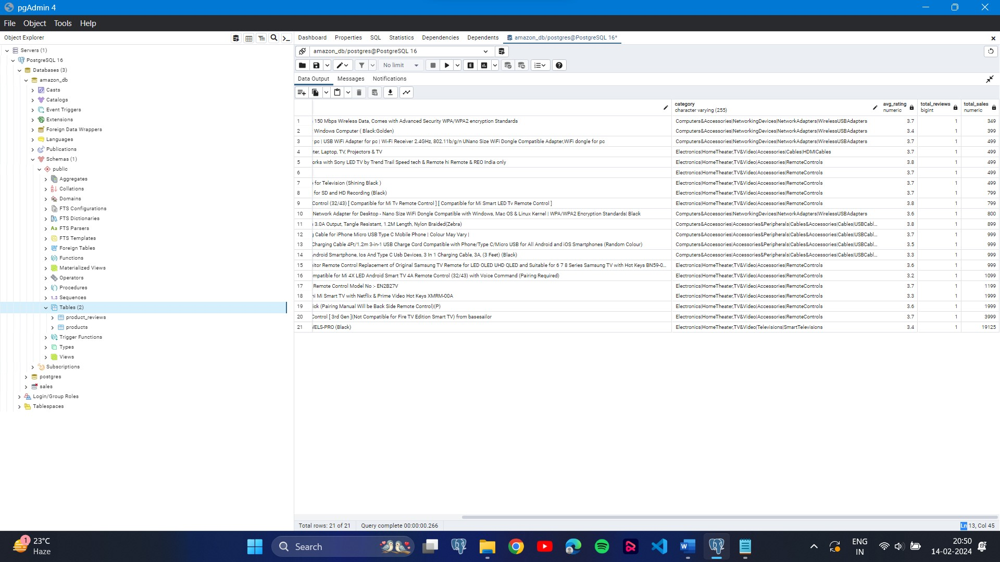 pgAdmin 4
File Object Tools Help
Object Explorer
Dashboard Properties SQL Statistics Dependencies Dependents amazon_db/postgres@PostgreSQL 16*
Servers (1)
PostgreSQL 16
Databases (3)
amazon_db
Casts
Catalogs
Event Triggers
Extensions
Foreign Data Wrappers
Languages
Publications
Schemas (1)
public
Aggregates
Collations
Domains
FTS Configurations
FTS Dictionaries
Aa FTS Parsers
FTS Templates
Foreign Tables
Functions
Materialized Views
Operators
Procedures
1..3 Sequences
Tables (2)
product_reviews
products
Trigger Functions
Types
Views
Subscriptions
postgres
sales
Login/Group Roles
Tablespaces
amazon_db/postgres@PostgreSQL 16
No limit E
Data Output Messages Notifications
category avg_rating total_reviews total_sales
character varying (255) numeric bigint numeric
1 150 Mbps Wireless Data, Comes with Advanced Security WPA/WPA2 encryption Standards Computers&Accessories|NetworkingDevices|NetworkAdapters|WirelessUSBAdapters 3.7 1 349
2 Windows Computer ( Black:Golden) Computers&Accessories|NetworkingDevices|NetworkAdapters|WirelessUSBAdapters 3.4 1 399
3 pc | USB WiFi Adapter for pc | Wi-Fi Receiver 2.4GHz, 802.11b/g/n UNano Size WiFi Dongle Compatible Adapter,WiFi dongle for pc Computers&Accessories|NetworkingDevices|NetworkAdapters|WirelessUSBAdapters 3.7 1 499
4 ter, Laptop, TV, Projectors & TV Electronics|HomeTheater,TV&Video|Accessories|Cables|HDMICables 3.7 1 499
5 orks with Sony LED TV by Trend Trail Speed tech & Remote hi Remote & REO India only Electronics|HomeTheater,TV&Video|Accessories|RemoteControls 3.8 1 499
6 Electronics|HomeTheater,TV&Video|Accessories|RemoteControls 3.7 1 499
7 for Television (Shining Black ) Electronics|HomeTheater,TV&Video|Accessories|RemoteControls 3.7 1 499
8 for SD and HD Recording (Black) Electronics|HomeTheater,TV&Video|Accessories|RemoteControls 3.7 1 799
9 Control (32/43) [ Compatible for Mi Tv Remote Control ] [ Compatible for Mi Smart LED Tv Remote Control ] Electronics|HomeTheater,TV&Video|Accessories|RemoteControls 3.8 1 799
10 Network Adapter for Desktop - Nano Size WiFi Dongle Compatible with Windows, Mac OS & Linux Kernel | WPA/WPA2 Encryption Standards| Black Computers&Accessories|NetworkingDevices|NetworkAdapters|WirelessUSBAdapters 3.6 1 800
11 3.0A Output, Tangle Resistant, 1.2M Length, Nylon Braided(Zebra) Computers&Accessories|Accessories&Peripherals|Cables&Accessories|Cables|USBCabl... 3.8 1 899
12 g Cable for iPhone Micro USB Type C Mobile Phone | Colour May Vary | Computers&Accessories|Accessories&Peripherals|Cables&Accessories|Cables|USBCabl... 3.7 1 999
13 Charging Cable 4Ft/1.2m 3-in-1 USB Charge Cord Compatible with Phone/Type C/Micro USB for All Android and iOS Smartphones (Random Colour) Computers&Accessories|Accessories&Peripherals|Cables&Accessories|Cables|USBCabl... 3.5 1 999
14 Android Smartphone, Ios And Type C Usb Devices, 3 In 1 Charging Cable, 3A, (3 Feet) (Black) Computers&Accessories|Accessories&Peripherals|Cables&Accessories|Cables|USBCabl... 3.3 1 999
15 nitor Remote Control Replacement of Original Samsung TV Remote for LED OLED UHD QLED and Suitable for 6 7 8 Series Samsung TV with Hot Keys BN59-0... Electronics|HomeTheater,TV&Video|Accessories|RemoteControls 3.6 1 999
16 mpatible for Mi 4X LED Android Smart TV 4A Remote Control (32/43) with Voice Command (Pairing Required) Electronics|HomeTheater,TV&Video|Accessories|RemoteControls 3.2 1 1099
17 Remote Control Model No :- EN2B27V Electronics|HomeTheater,TV&Video|Accessories|RemoteControls 3.7 1 1199
18 mi Mi Smart TV with Netflix & Prime Video Hot Keys XMRM-00A Electronics|HomeTheater,TV&Video|Accessories|RemoteControls 3.3 1 1999
19 ick (Pairing Manual Will be Back Side Remote Control)(P) Electronics|HomeTheater,TV&Video|Accessories|RemoteControls 3.6 1 1999
20 Control [ 3rd Gen ](Not Compatible for Fire TV Edition Smart TV) from basesailor Electronics|HomeTheater,TV&Video|Accessories|RemoteControls 3.7 1 3999
21 WELS-PRO (Black) Electronics|HomeTheater,TV&Video|Televisions|SmartTelevisions 3.4 1 19125
Total rows: 21 of 21 Query complete 00:00:00.266 Ln 13, Col 45
1 23°C
Haze
Search
ENG
IN
20:50
14-02-2024